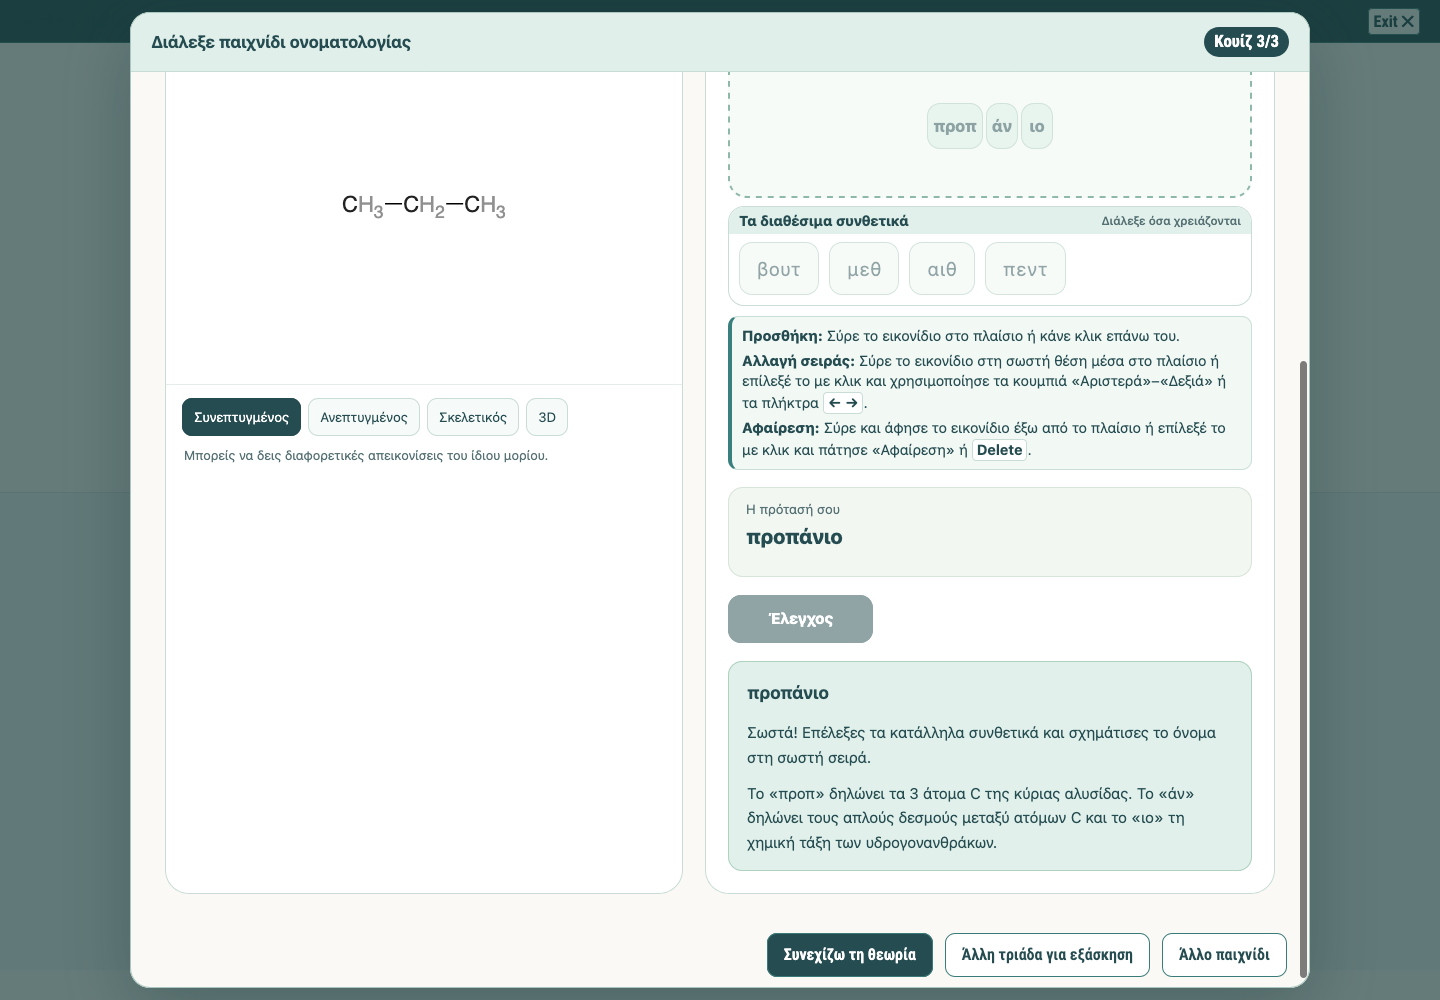 Exit ✕
Διάλεξε παιχνίδι ονοματολογίας
Κουίζ 3/3
CH3—CH2—CH3
Συνεπτυγμένος
Ανεπτυγμένος
Σκελετικός
3D
Μπορείς να δεις διαφορετικές απεικονίσεις του ίδιου μορίου.
προπ
άν
ιο
Τα διαθέσιμα συνθετικά
Διάλεξε όσα χρειάζονται
βουτ
μεθ
αιθ
πεντ
Προσθήκη: Σύρε το εικονίδιο στο πλαίσιο ή κάνε κλικ επάνω του.
Αλλαγή σειράς: Σύρε το εικονίδιο στη σωστή θέση μέσα στο πλαίσιο ή
επίλεξέ το με κλικ και χρησιμοποίησε τα κουμπιά «Αριστερά»–«Δεξιά» ή
τα πλήκτρα ← → .
Αφαίρεση: Σύρε και άφησε το εικονίδιο έξω από το πλαίσιο ή επίλεξέ το
με κλικ και πάτησε «Αφαίρεση» ή Delete .
Η πρότασή σου
προπάνιο
Έλεγχος
προπάνιο
Σωστά! Επέλεξες τα κατάλληλα συνθετικά και σχημάτισες το όνομα
στη σωστή σειρά.
Το «προπ» δηλώνει τα 3 άτομα C της κύριας αλυσίδας. Το «άν»
δηλώνει τους απλούς δεσμούς μεταξύ ατόμων C και το «ιο» τη
χημική τάξη των υδρογονανθράκων.
Συνεχίζω τη θεωρία
Άλλη τριάδα για εξάσκηση
Άλλο παιχνίδι